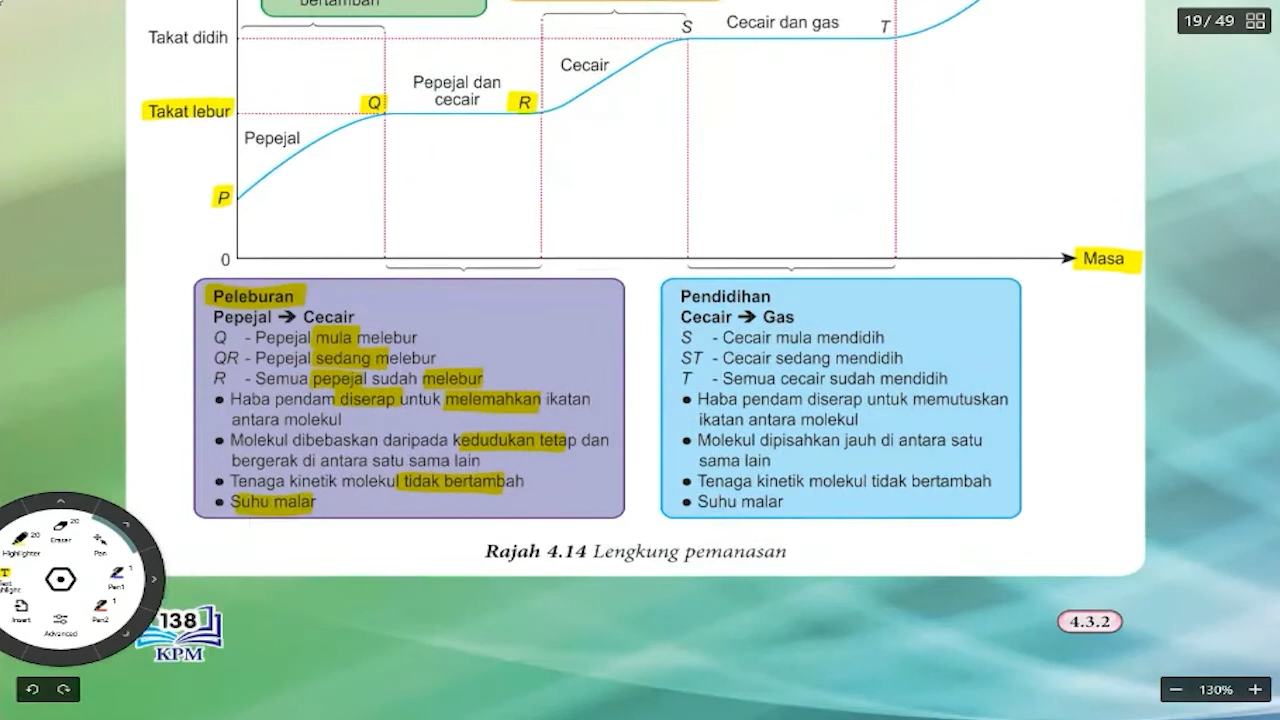 bertambah
19/ 49
Takat didih
S
Cecair dan gas
T
Cecair
Pepejal dan
cecair
Q
R
Takat lebur
Pepejal
P
0
Masa
Peleburan
Pepejal ➔ Cecair
Q - Pepejal mula melebur
QR - Pepejal sedang melebur
R - Semua pepejal sudah melebur
• Haba pendam diserap untuk melemahkan ikatan
antara molekul
• Molekul dibebaskan daripada kedudukan tetap dan
bergerak di antara satu sama lain
• Tenaga kinetik molekul tidak bertambah
• Suhu malar
Pendidihan
Cecair ➔ Gas
S - Cecair mula mendidih
ST - Cecair sedang mendidih
T - Semua cecair sudah mendidih
• Haba pendam diserap untuk memutuskan
ikatan antara molekul
• Molekul dipisahkan jauh di antara satu
sama lain
• Tenaga kinetik molekul tidak bertambah
• Suhu malar
Rajah 4.14 Lengkung pemanasan
20
Eraser
20
Highlighter
Pen
1
Pen1
Insert
1
Pen2
Advanced
138
KPM
4.3.2
130%